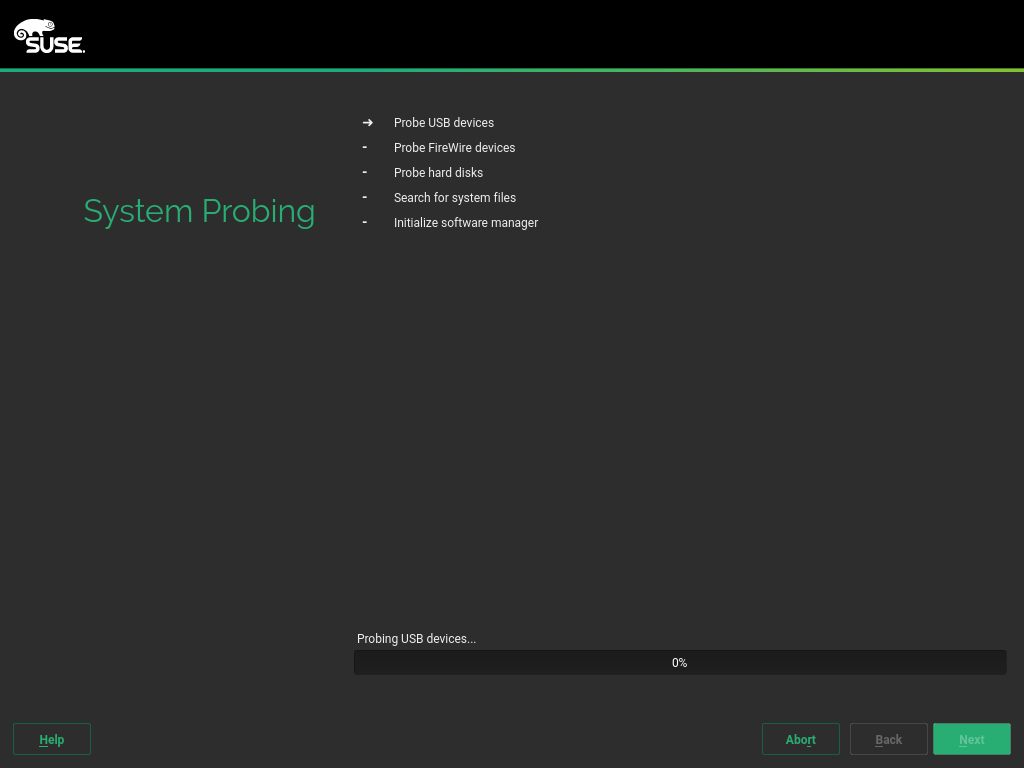 SUSE.
System Probing
➔ Probe USB devices
- Probe FireWire devices
- Probe hard disks
- Search for system files
- Initialize software manager
Probing USB devices...
0%
Help
Abort
Back
Next